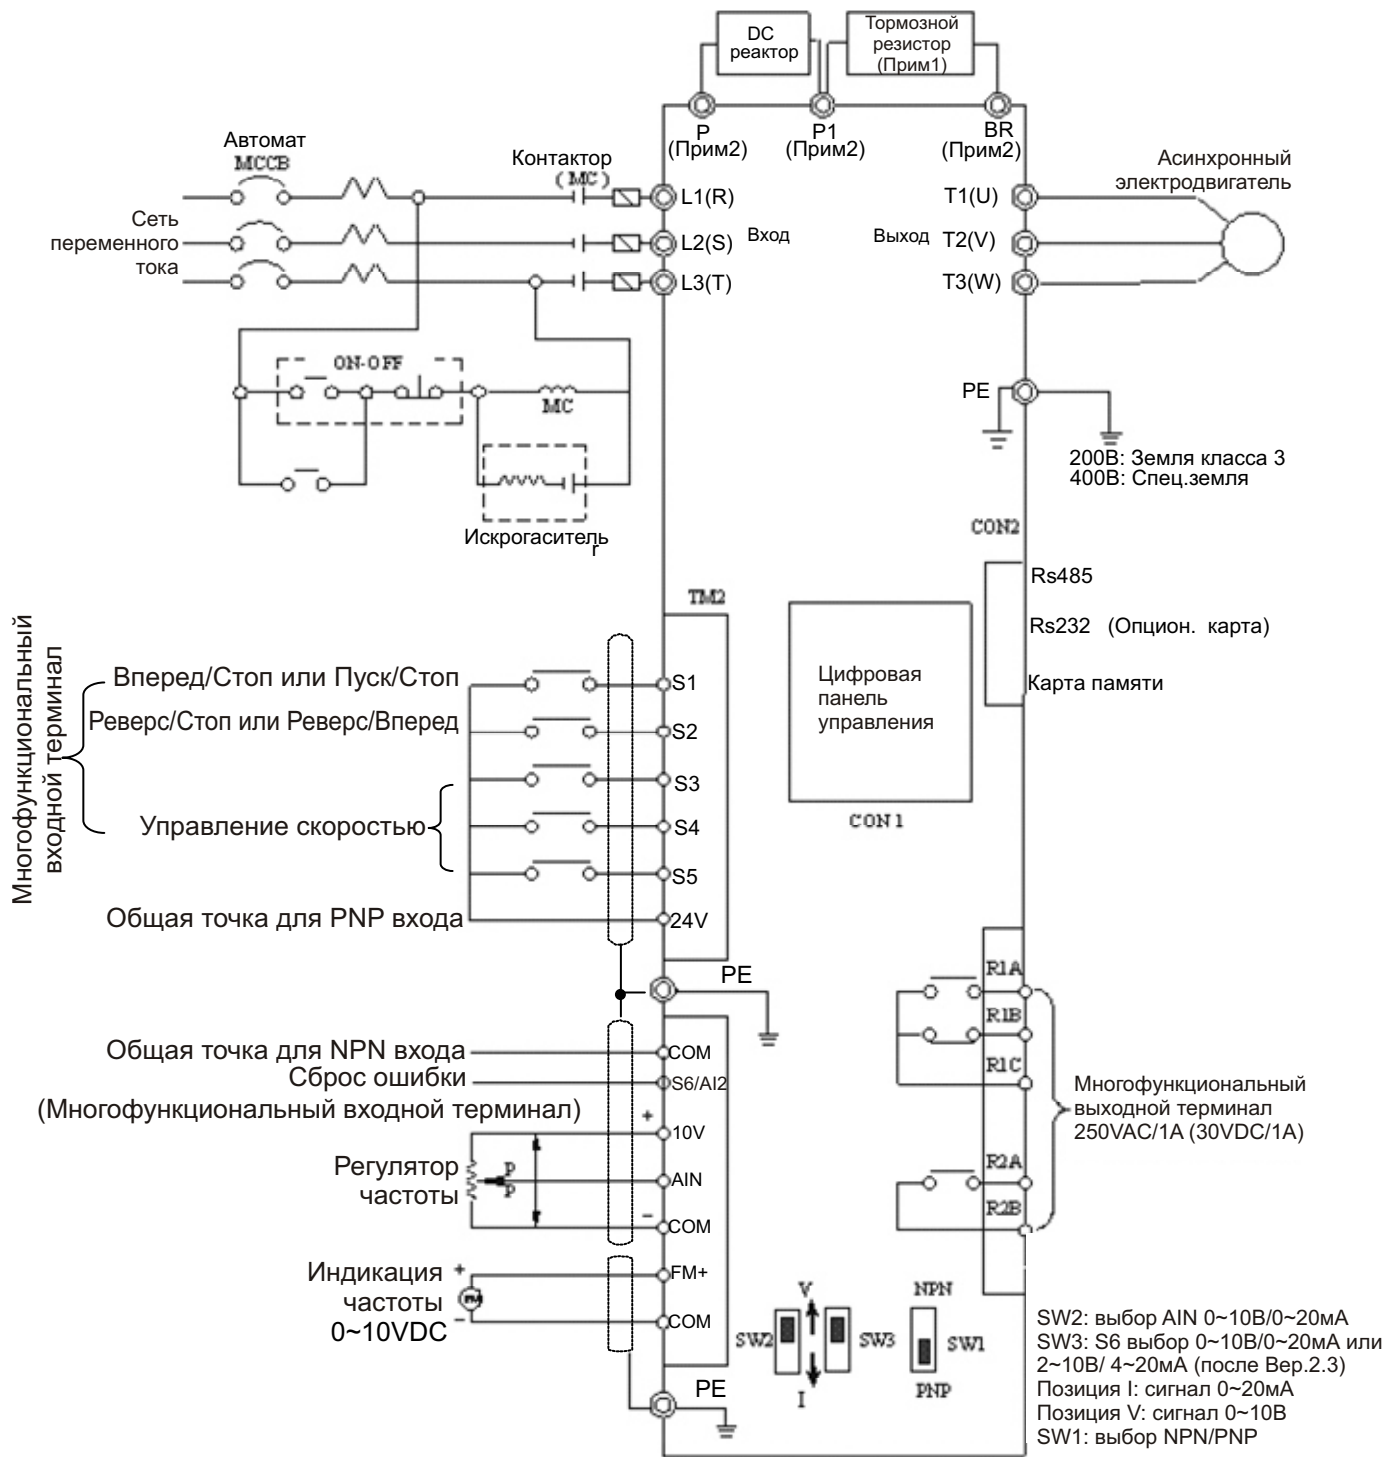 DC
реактор
Тормозной
резистор
(Прим1)
P
(Прим2)
P1
(Прим2)
BR
(Прим2)
Автомат
MCCB
Контактор
( MC )
Асинхронный
электродвигатель
Сеть
переменного
тока
L1(R)
L2(S)
L3(T)
Вход
Выход
T1(U)
T2(V)
T3(W)
ON-OFF
MC
Искрогаситель
r
PE
200В: Земля класса 3
400В: Спец.земля
CON2
Rs485
Rs232 (Опцион. карта)
Карта памяти
TM2
Цифровая
панель
управления
CON1
Многофункциональный
входной терминал
Вперед/Стоп или Пуск/Стоп
Реверс/Стоп или Реверс/Вперед
Управление скоростью
Общая точка для PNP входа
S1
S2
S3
S4
S5
24V
PE
Общая точка для NPN входа
Сброс ошибки
(Многофункциональный входной терминал)
COM
S6/AI2
+
10V
Регулятор
частоты
P
P
AIN
−
COM
Индикация
частоты
0~10VDC
+
−
FM+
COM
PE
R1A
R1B
R1C
R2A
R2B
Многофункциональный
выходной терминал
250VAC/1A (30VDC/1A)
V
I
SW2
SW3
NPN
SW1
PNP
SW2: выбор AIN 0~10В/0~20мА
SW3: S6 выбор 0~10В/0~20мА или
2~10В/ 4~20мА (после Вер.2.3)
Позиция I: сигнал 0~20мА
Позиция V: сигнал 0~10В
SW1: выбор NPN/PNP